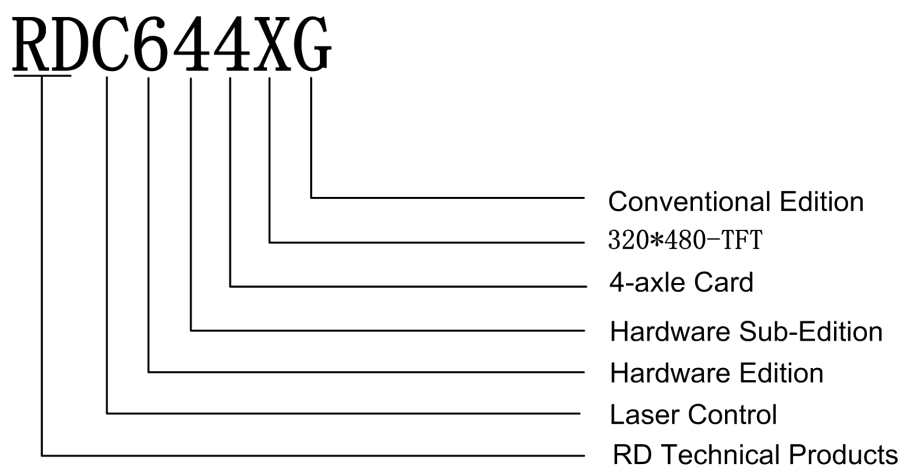 RDC644XG
Conventional Edition
320*480-TFT
4-axle Card
Hardware Sub-Edition
Hardware Edition
Laser Control
RD Technical Products